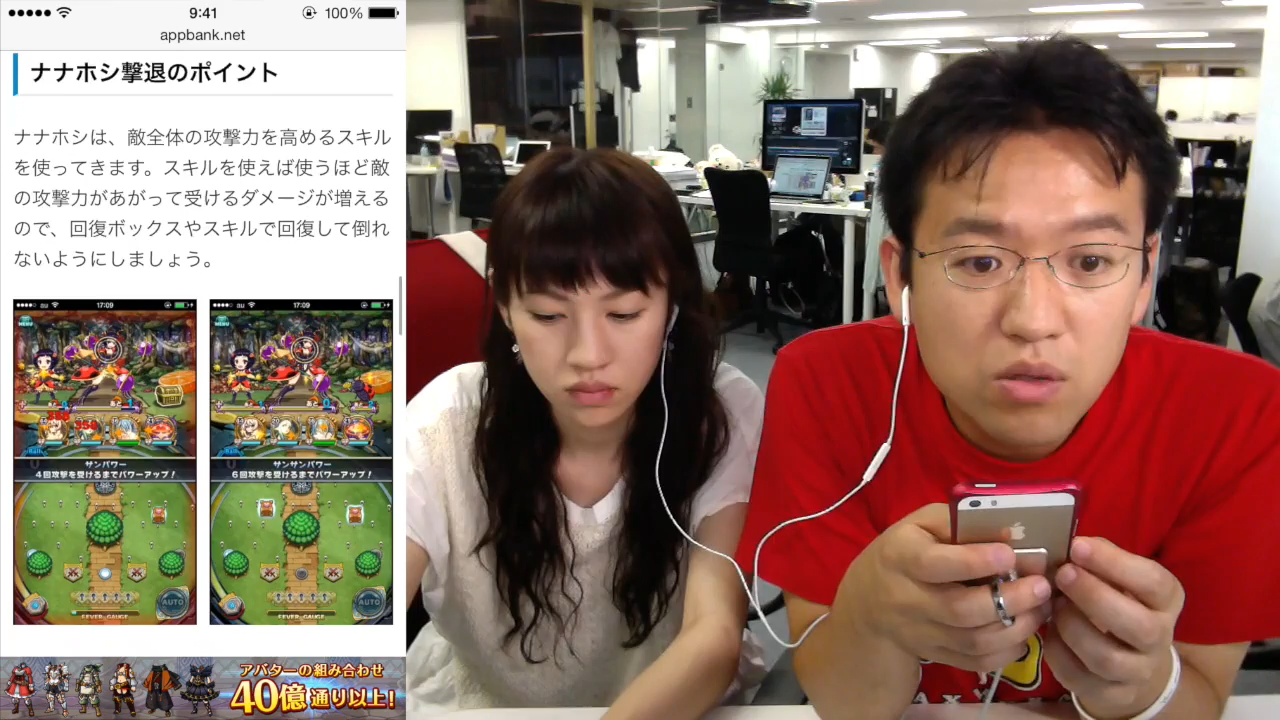 9:41
100%
appbank.net
ナナホシ撃退のポイント
ナナホシは、敵全体の攻撃力を高めるスキル
を使ってきます。スキルを使えば使うほど敵
の攻撃力があがって受けるダメージが増える
ので、回復ボックスやスキルで回復して倒れ
ないようにしましょう。
au 17:09
MENU
サンパワー
4回攻撃を受けるまでパワーアップ！
AUTO
FEVER GAUGE
au 17:09
MENU
サンサンパワー
6回攻撃を受けるまでパワーアップ！
AUTO
FEVER GAUGE
アバターの組み合わせ
40億通り以上！